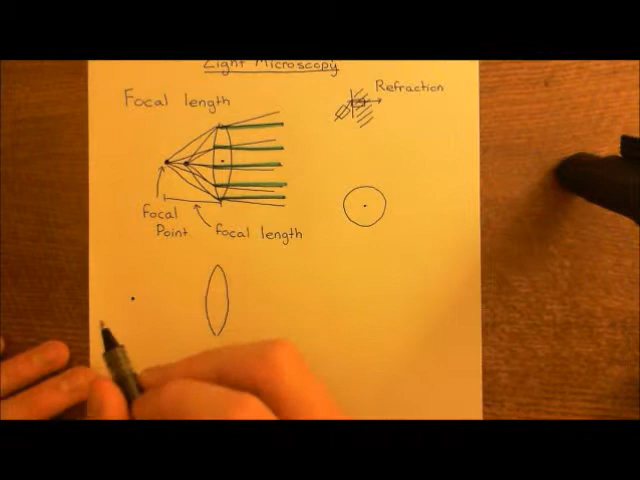 Light Microscopy
Focal length
Refraction
focal
Point
focal length